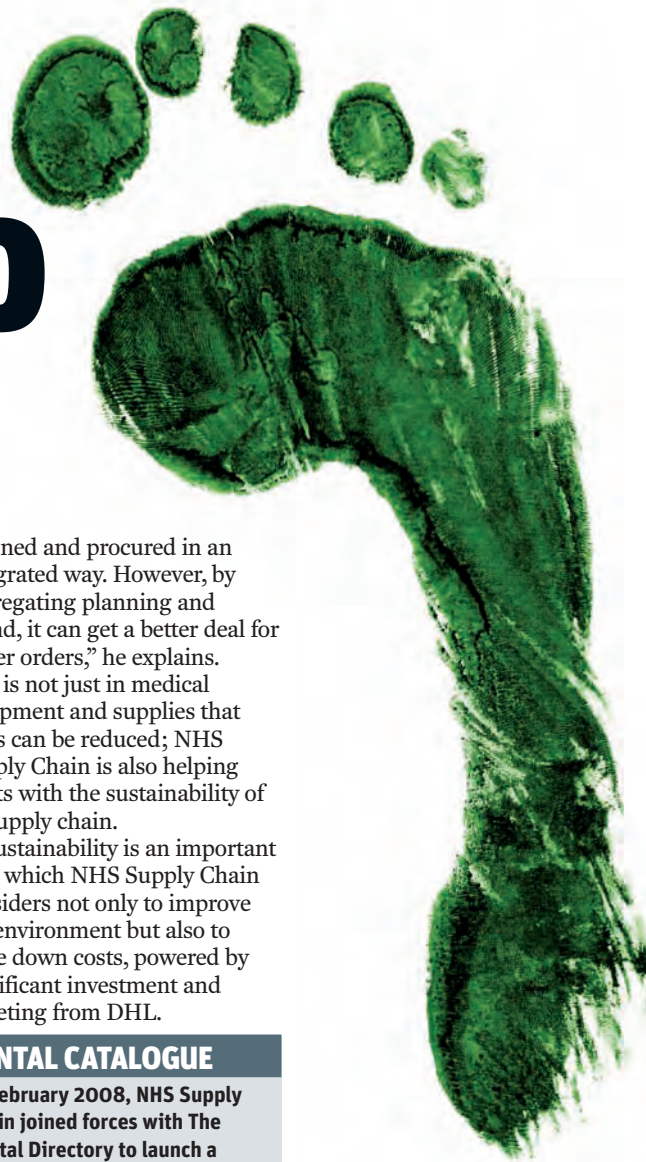 ned and procured in an
grated way. However, by
regating planning and
nd, it can get a better deal for
er orders,” he explains.
is not just in medical
pment and supplies that
s can be reduced; NHS
ply Chain is also helping
ts with the sustainability of
upply chain.
ustainability is an important
which NHS Supply Chain
siders not only to improve
environment but also to
e down costs, powered by
ificant investment and
eting from DHL.
NTAL CATALOGUE
ebruary 2008, NHS Supply
in joined forces with The
tal Directory to launch a